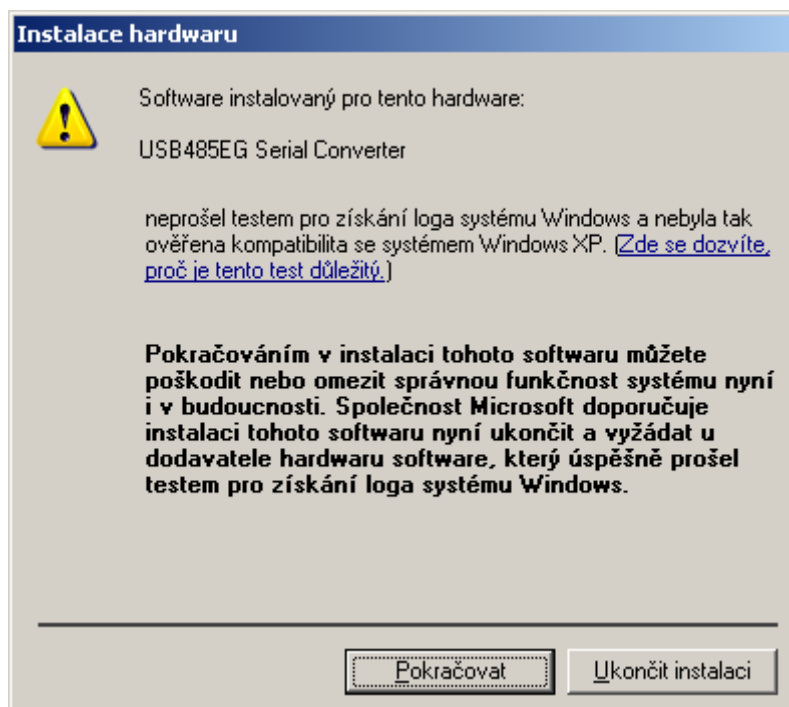 Instalace hardwaru
Software instalovaný pro tento hardware:
USB485EG Serial Converter
neprošel testem pro získání loga systému Windows a nebyla tak
ověřena kompatibilita se systémem Windows XP. (Zde se dozvíte,
proč je tento test důležitý.)
Pokračováním v instalaci tohoto softwaru můžete
poškodit nebo omezit správnou funkčnost systému nyní
i v budoucnosti. Společnost Microsoft doporučuje
instalaci tohoto softwaru nyní ukončit a vyžádat u
dodavatele hardwaru software, který úspěšně prošel
testem pro získání loga systému Windows.
Pokračovat
Ukončit instalaci